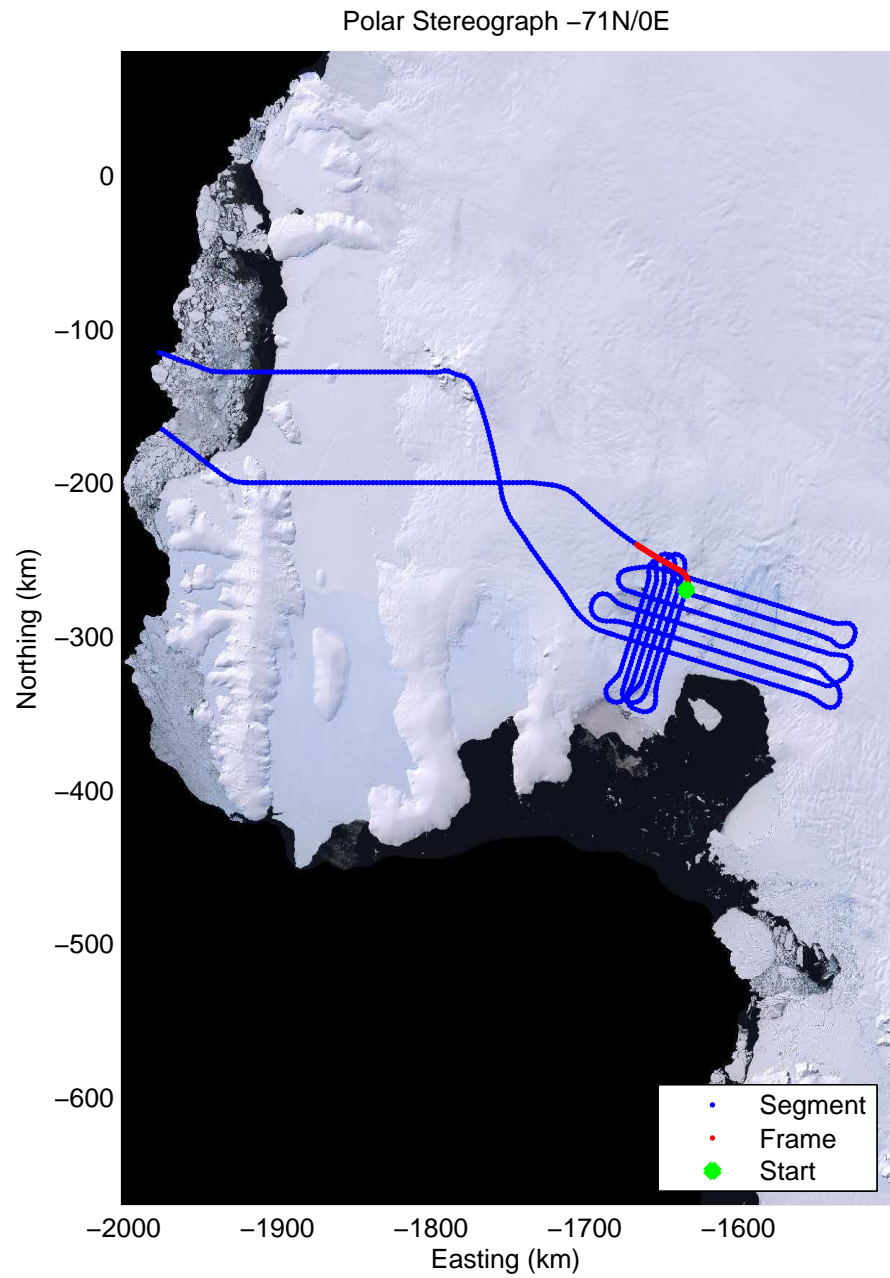 Polar Stereograph −71N/0E
0
−100
−200
−300
−400
−500
−600
Northing (km)
Segment
Frame
Start
−2000 −1900 −1800 −1700 −1600
Easting (km)